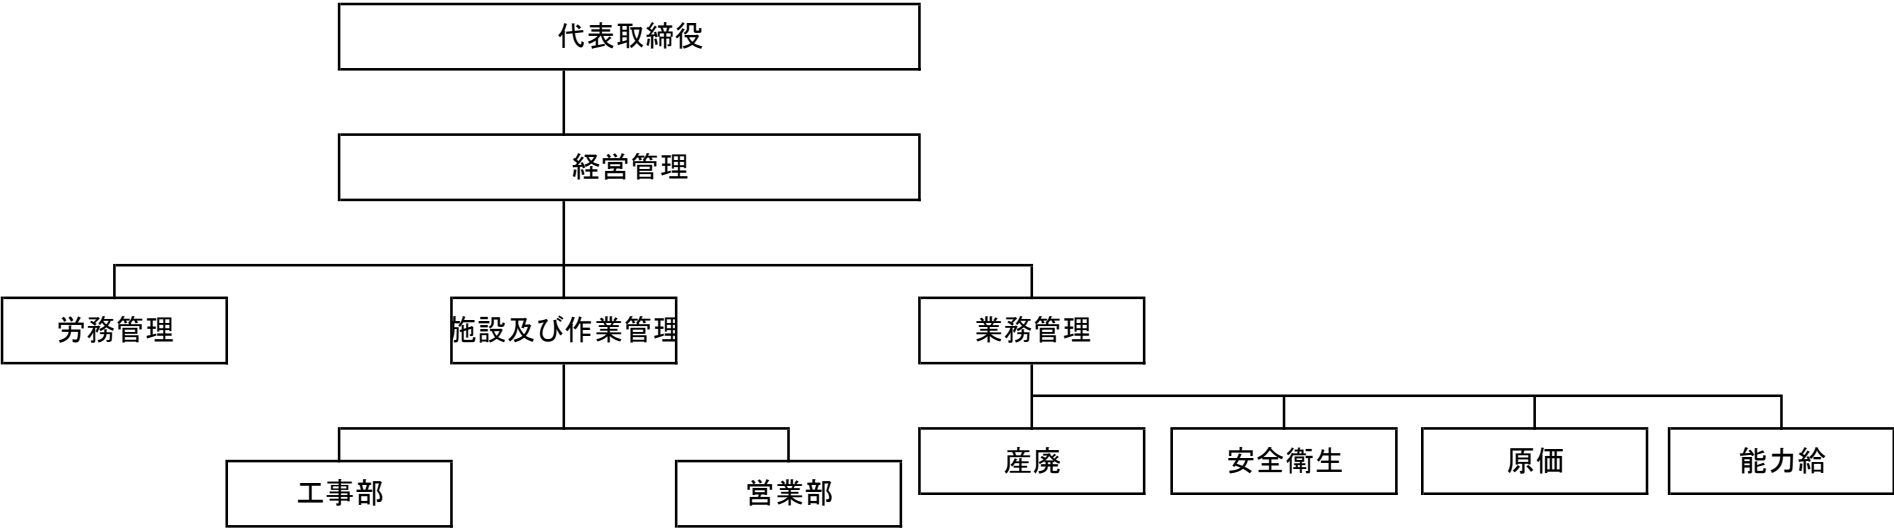 代表取締役
経営管理
労務管理
施設及び作業管理
業務管理
産廃
安全衛生
原価
能力給
工事部
営業部